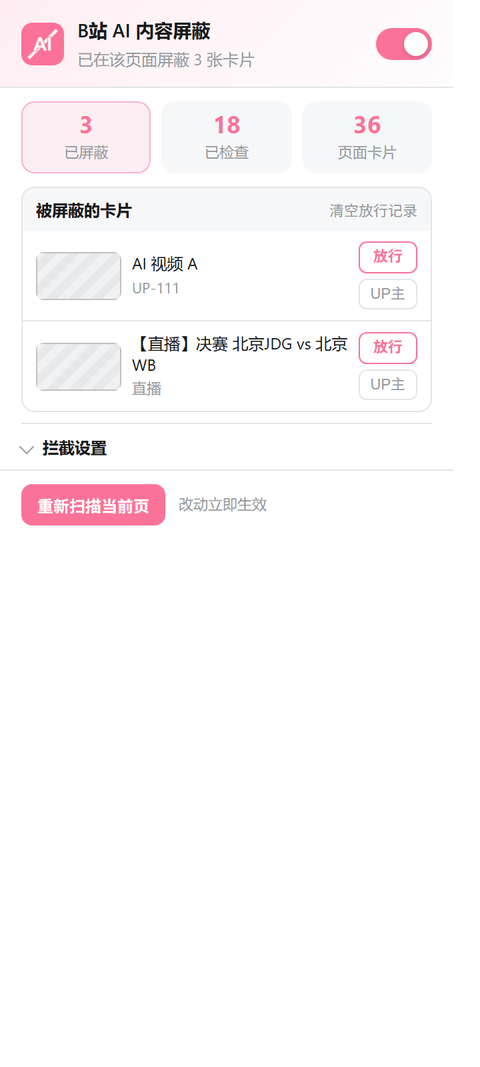 AI
B站 AI 内容屏蔽
已在该页面屏蔽 3 张卡片
3
已屏蔽
18
已检查
36
页面卡片
被屏蔽的卡片
清空放行记录
AI 视频 A
UP-111
放行
UP主
【直播】决赛 北京JDG vs 北京
WB
直播
放行
UP主
拦截设置
重新扫描当前页
改动立即生效